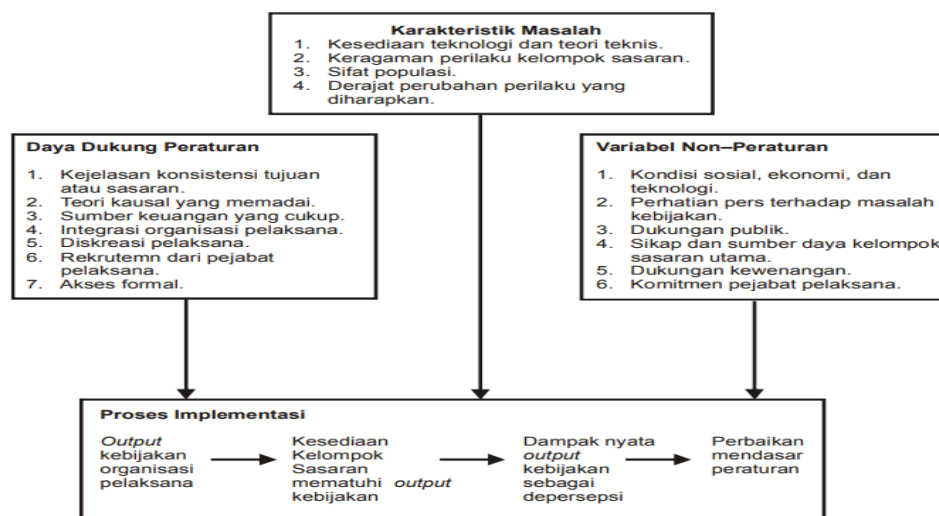 Karakteristik Masalah
1. Kesediaan teknologi dan teori teknis.
2. Keragaman perilaku kelompok sasaran.
3. Sifat populasi.
4. Derajat perubahan perilaku yang
diharapkan.
Daya Dukung Peraturan
1. Kejelasan konsistensi tujuan
atau sasaran.
2. Teori kausal yang memadai.
3. Sumber keuangan yang cukup.
4. Integrasi organisasi pelaksana.
5. Diskreasi pelaksana.
6. Rekrutemn dari pejabat
pelaksana.
7. Akses formal.
Variabel Non–Peraturan
1. Kondisi sosial, ekonomi, dan
teknologi.
2. Perhatian pers terhadap masalah
kebijakan.
3. Dukungan publik.
4. Sikap dan sumber daya kelompok
sasaran utama.
5. Dukungan kewenangan.
6. Komitmen pejabat pelaksana.
Proses Implementasi
Output
kebijakan
organisasi
pelaksana
Kesediaan
Kelompok
Sasaran
mematuhi output
kebijakan
Dampak nyata
output
kebijakan
sebagai
depersepsi
Perbaikan
mendasar
peraturan